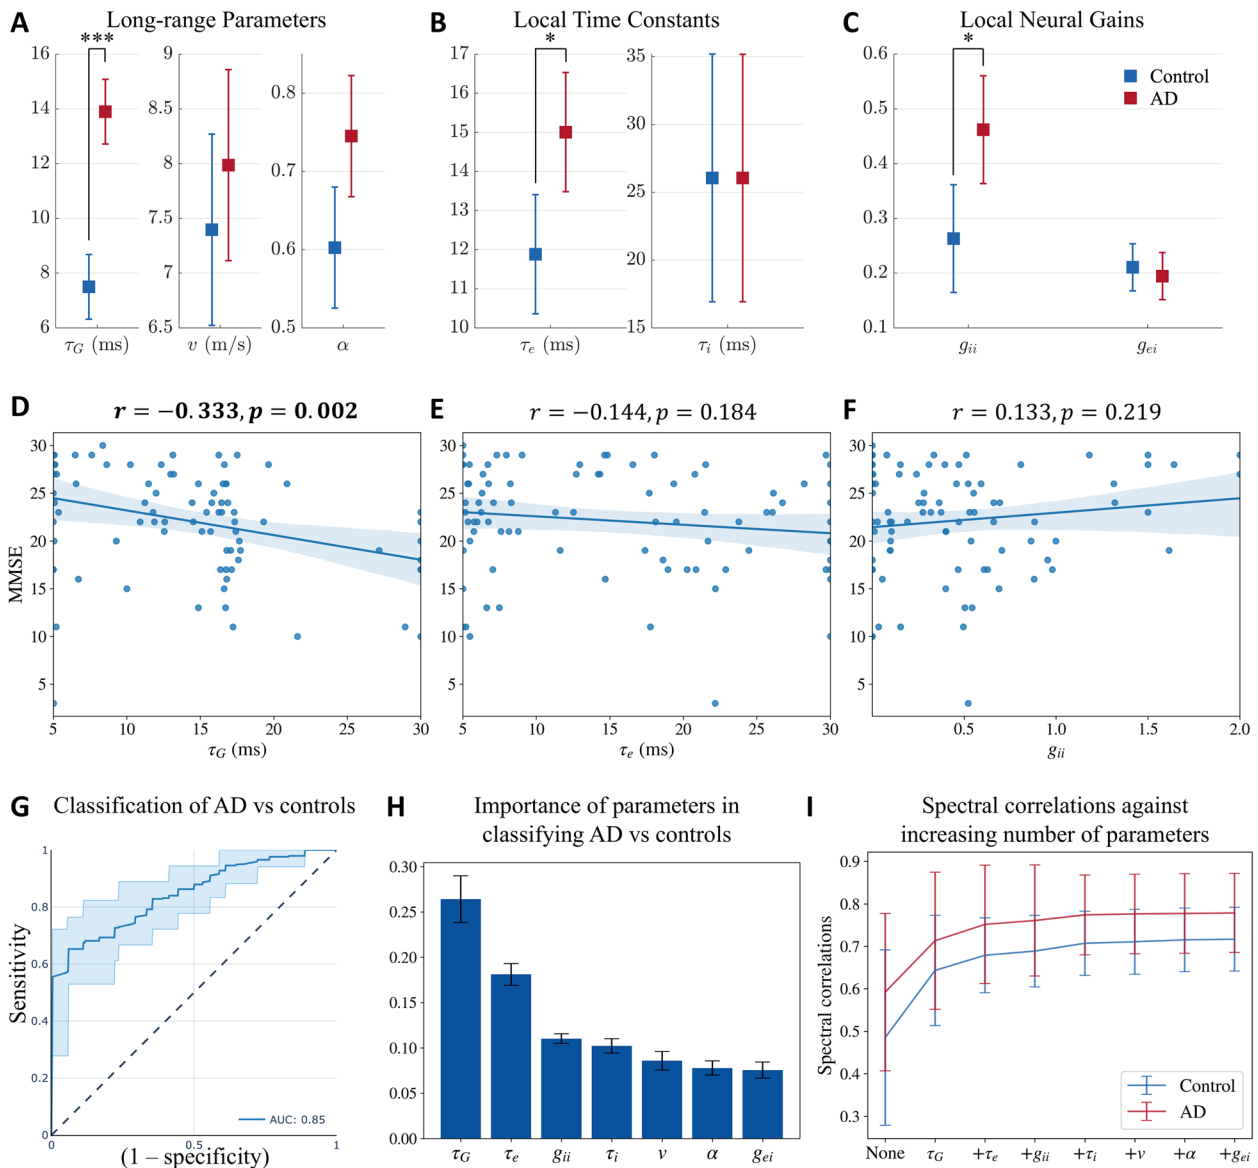 A Long-range Parameters
***
16
14
12
10
8
6
τG (ms)
9
8.5
8
7.5
7
6.5
v (m/s)
0.8
0.7
0.6
0.5
α
B Local Time Constants
*
17
16
15
14
13
12
11
10
τe (ms)
35
30
25
20
15
τi (ms)
C Local Neural Gains
*
Control
AD
0.6
0.5
0.4
0.3
0.2
0.1
gii gei
D r = −0.333, p = 0.002
MMSE
30
25
20
15
10
5
5 10 15 20 25 30
τG (ms)
E r = −0.144, p = 0.184
30
25
20
15
10
5
5 10 15 20 25 30
τe (ms)
F r = 0.133, p = 0.219
30
25
20
15
10
5
0.5 1.0 1.5 2.0
gii
G Classification of AD vs controls
Sensitivity
1
0.8
0.6
0.4
0.2
0
AUC: 0.85
0 0.5 1
(1 – specificity)
H Importance of parameters in
classifying AD vs controls
0.30
0.25
0.20
0.15
0.10
0.05
0.00
τG τe gii τi v α gei
I Spectral correlations against
increasing number of parameters
Spectral correlations
0.9
0.8
0.7
0.6
0.5
0.4
0.3
Control
AD
None τG +τe +gii +τi +v +α +gei